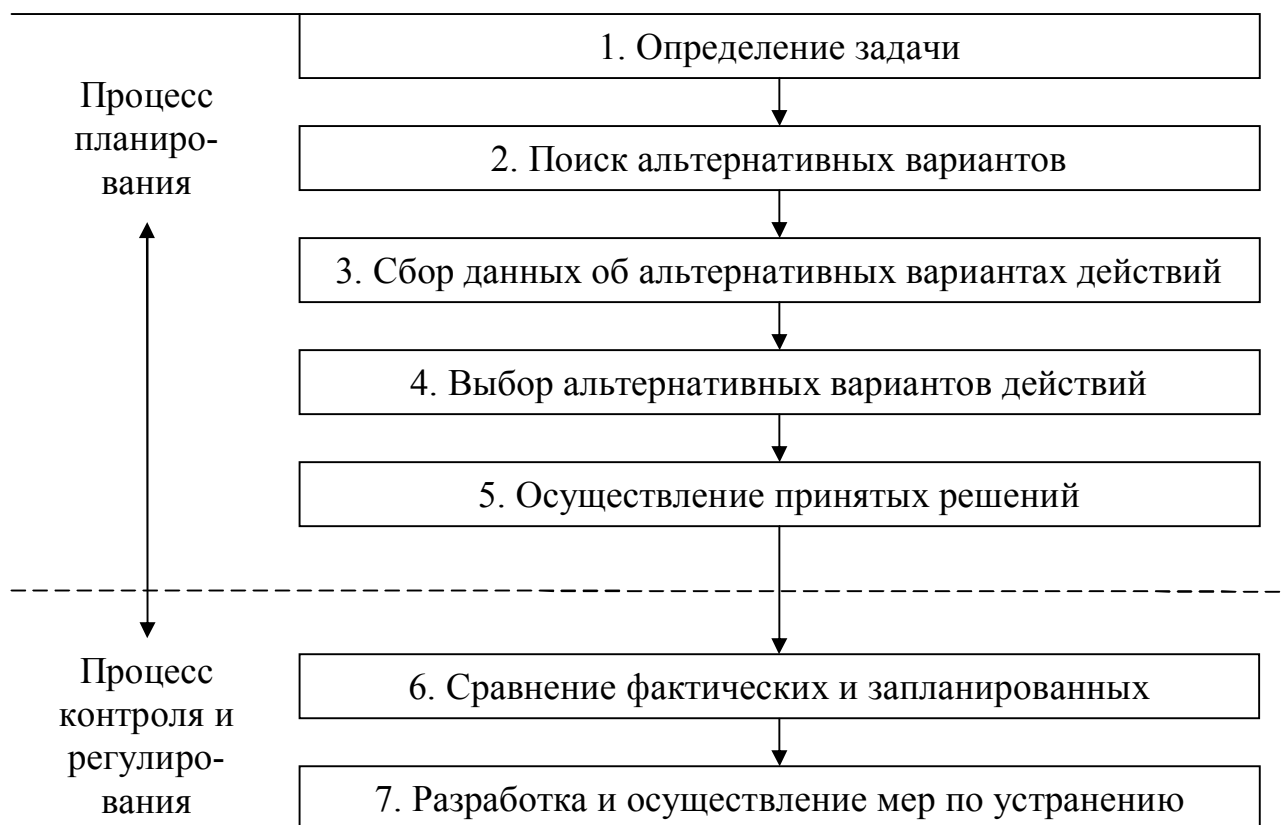 1. Определение задачи
Процесс
планиро-
вания
2. Поиск альтернативных вариантов
3. Сбор данных об альтернативных вариантах действий
4. Выбор альтернативных вариантов действий
5. Осуществление принятых решений
Процесс
контроля и
регулиро-
вания
6. Сравнение фактических и запланированных
7. Разработка и осуществление мер по устранению